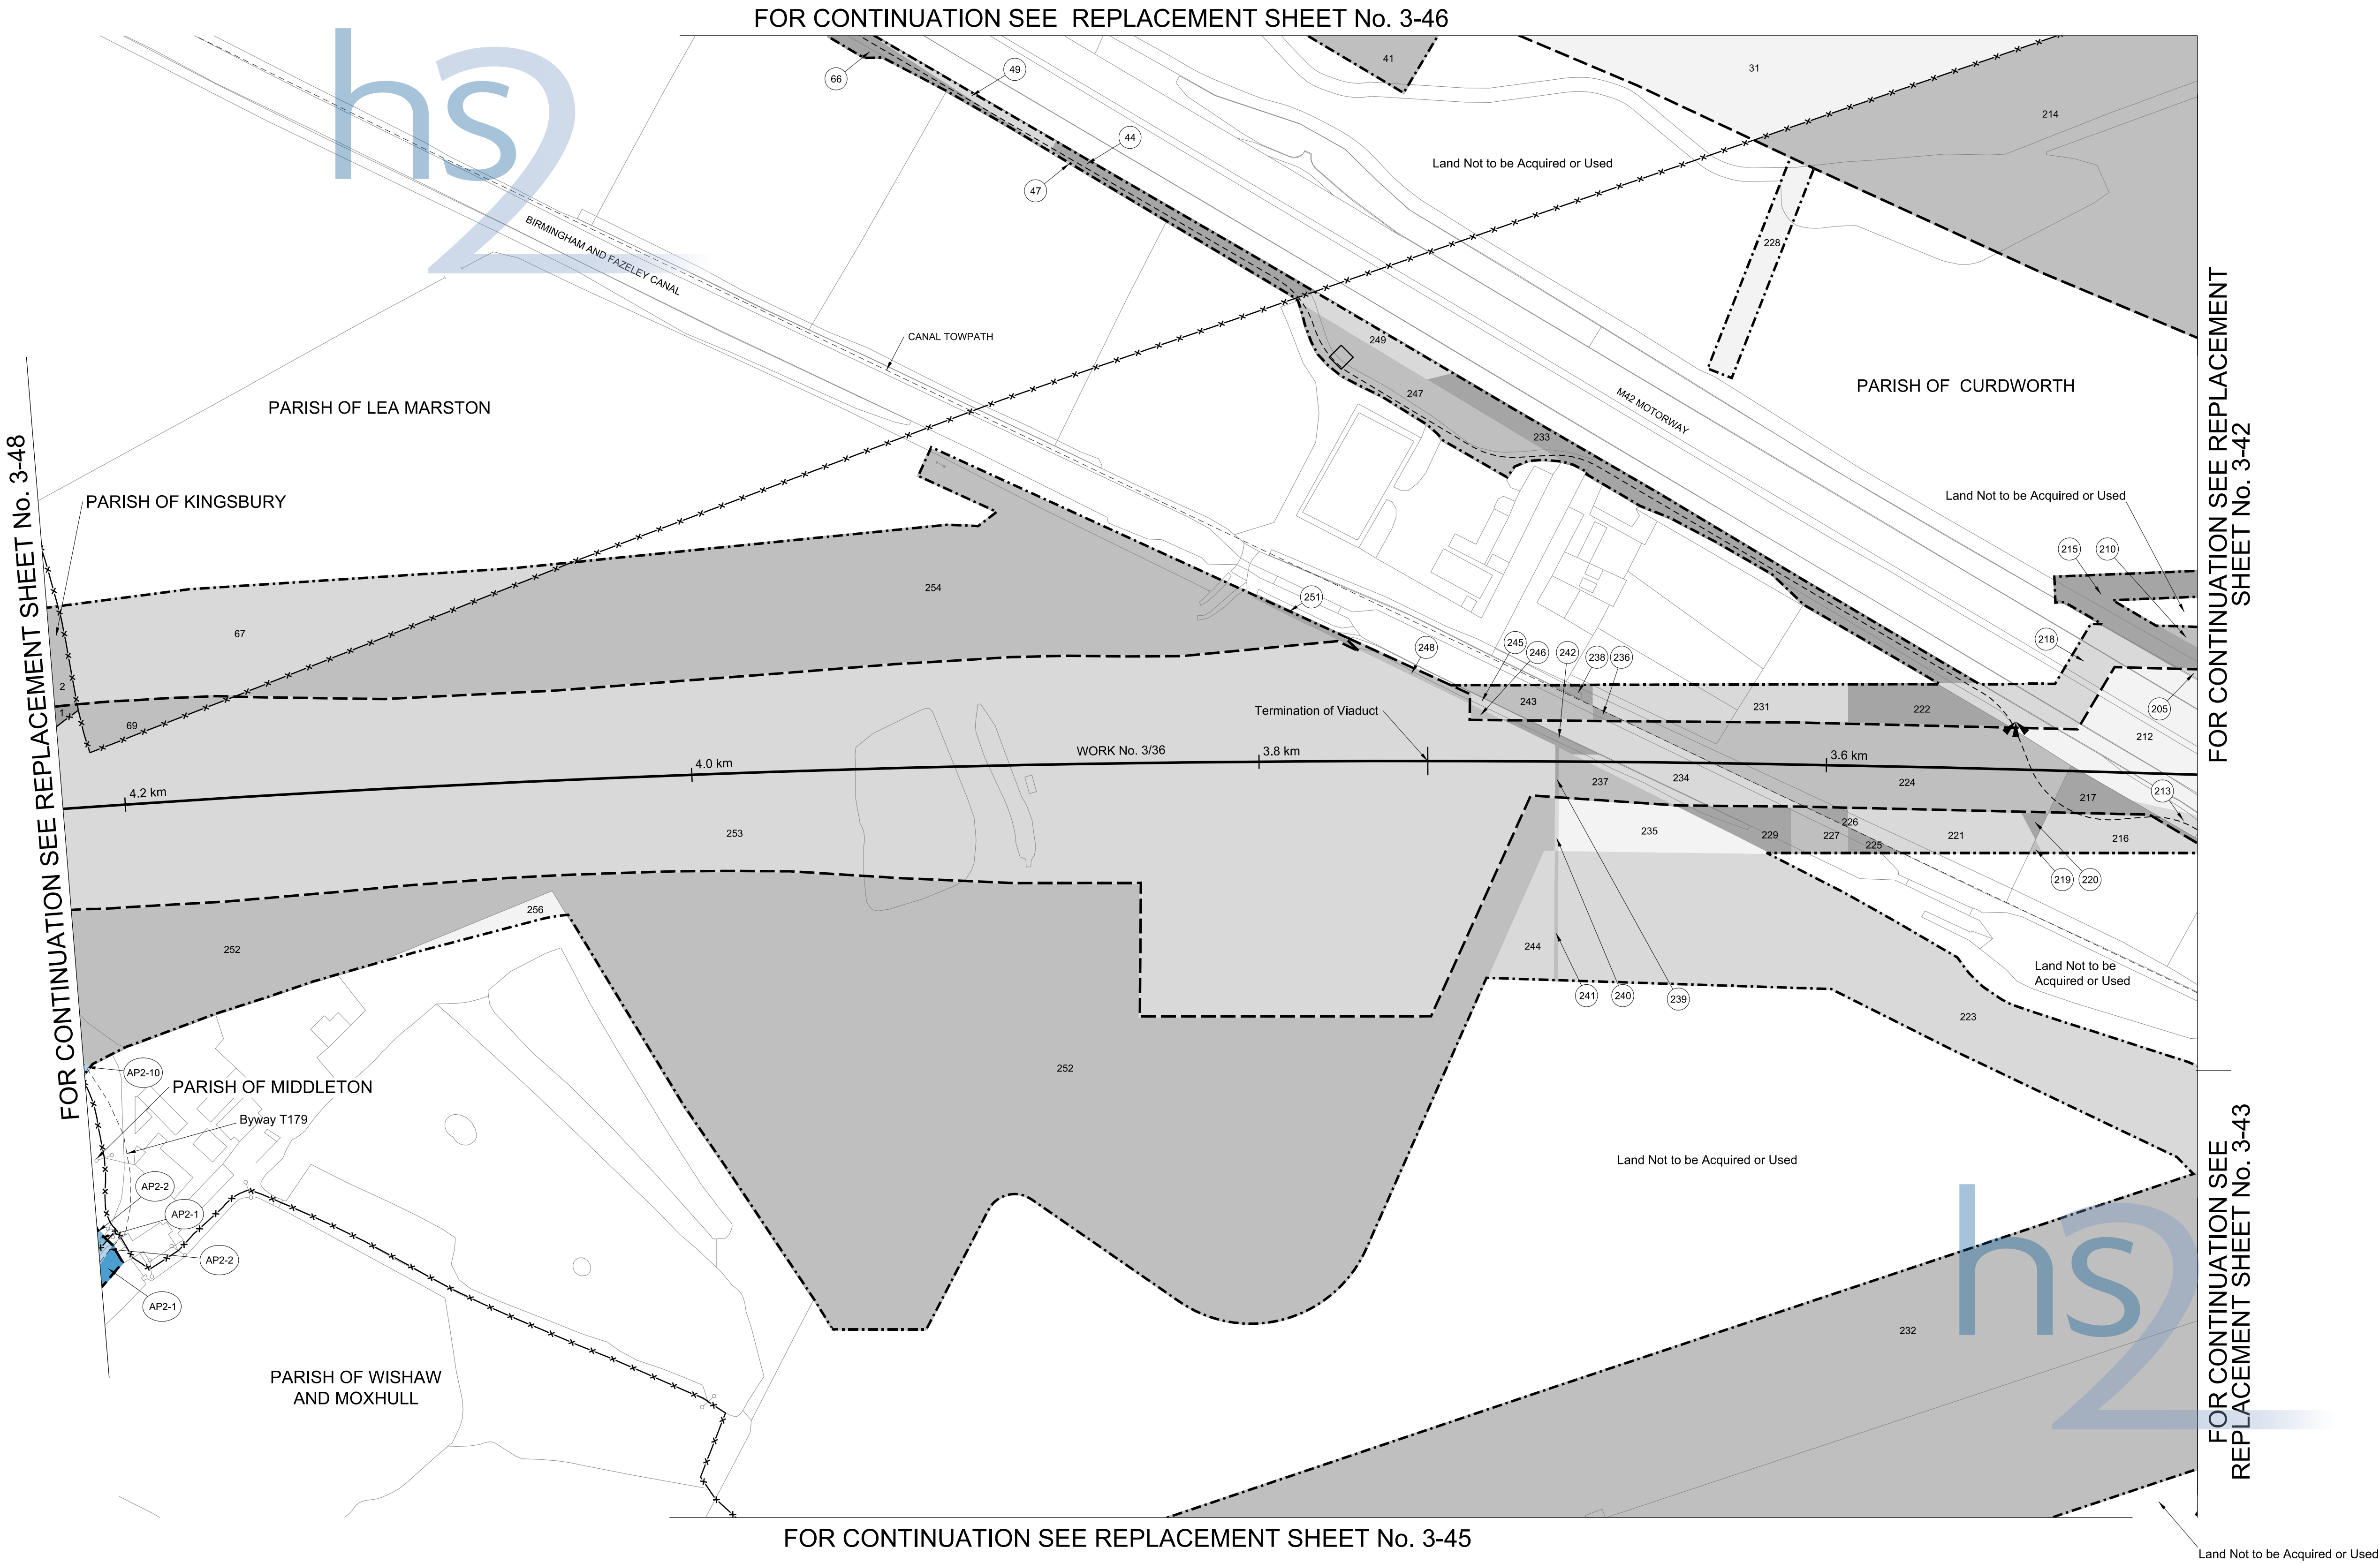 FOR CONTINUATION SEE REPLACEMENT SHEET No. 3-46
hs2
66
49
41
31
214
44
47
Land Not to be Acquired or Used
228
BIRMINGHAM AND FAZELEY CANAL
CANAL TOWPATH
249
247
233
M42 MOTORWAY
PARISH OF CURDWORTH
FOR CONTINUATION SEE REPLACEMENT
SHEET No. 3-42
PARISH OF LEA MARSTON
FOR CONTINUATION SEE REPLACEMENT SHEET No. 3-48
PARISH OF KINGSBURY
Land Not to be Acquired or Used
215
210
254
251
67
218
245
246
242
238
236
248
2
1
69
243
231
222
205
212
Termination of Viaduct
WORK No. 3/36
4.2 km
4.0 km
3.8 km
3.6 km
237
234
224
217
213
253
235
229
227
226
225
221
216
219
220
256
252
244
241
240
239
Land Not to be
Acquired or Used
223
252
AP2-10
PARISH OF MIDDLETON
Byway T179
AP2-2
AP2-1
AP2-2
AP2-1
Land Not to be Acquired or Used
FOR CONTINUATION SEE
REPLACEMENT SHEET No. 3-43
hs2
232
PARISH OF WISHAW
AND MOXHULL
FOR CONTINUATION SEE REPLACEMENT SHEET No. 3-45
Land Not to be Acquired or Used